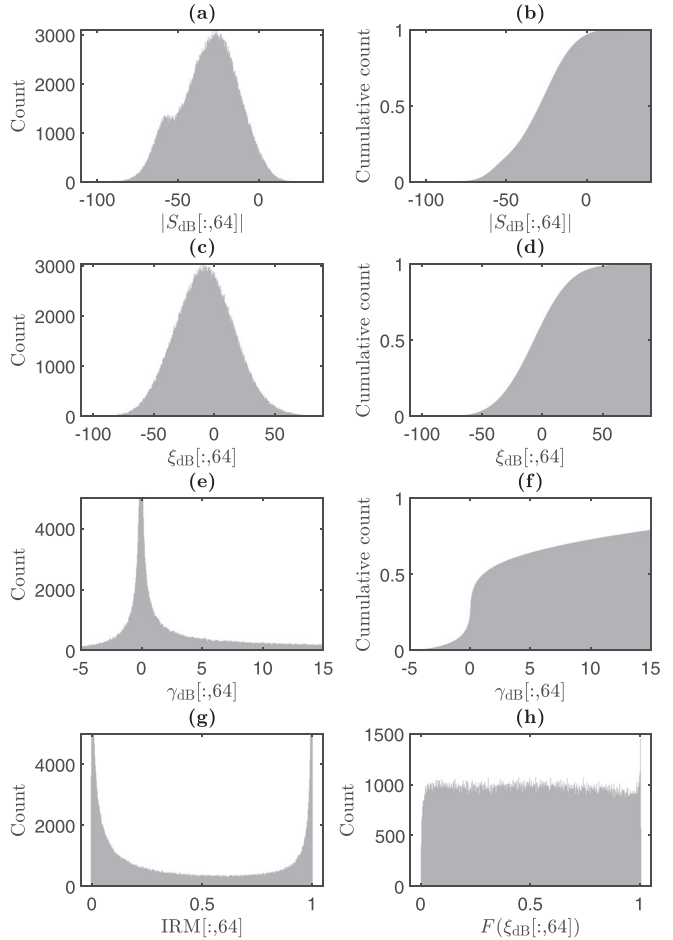 (a)
3000
2000
1000
0
Count
-100 -50 0
|S_dB[:,64]|
(b)
1
0.5
0
Cumulative count
-100 -50 0
|S_dB[:,64]|
(c)
3000
2000
1000
0
Count
-100 -50 0 50
ξ_dB[:,64]
(d)
1
0.5
0
Cumulative count
-100 -50 0 50
ξ_dB[:,64]
(e)
4000
2000
0
Count
-5 0 5 10 15
γ_dB[:,64]
(f)
1
0.5
0
Cumulative count
-5 0 5 10 15
γ_dB[:,64]
(g)
4000
2000
0
Count
0 0.5 1
IRM[:,64]
(h)
1500
1000
500
0
Count
0 0.5 1
F(ξ_dB[:,64])